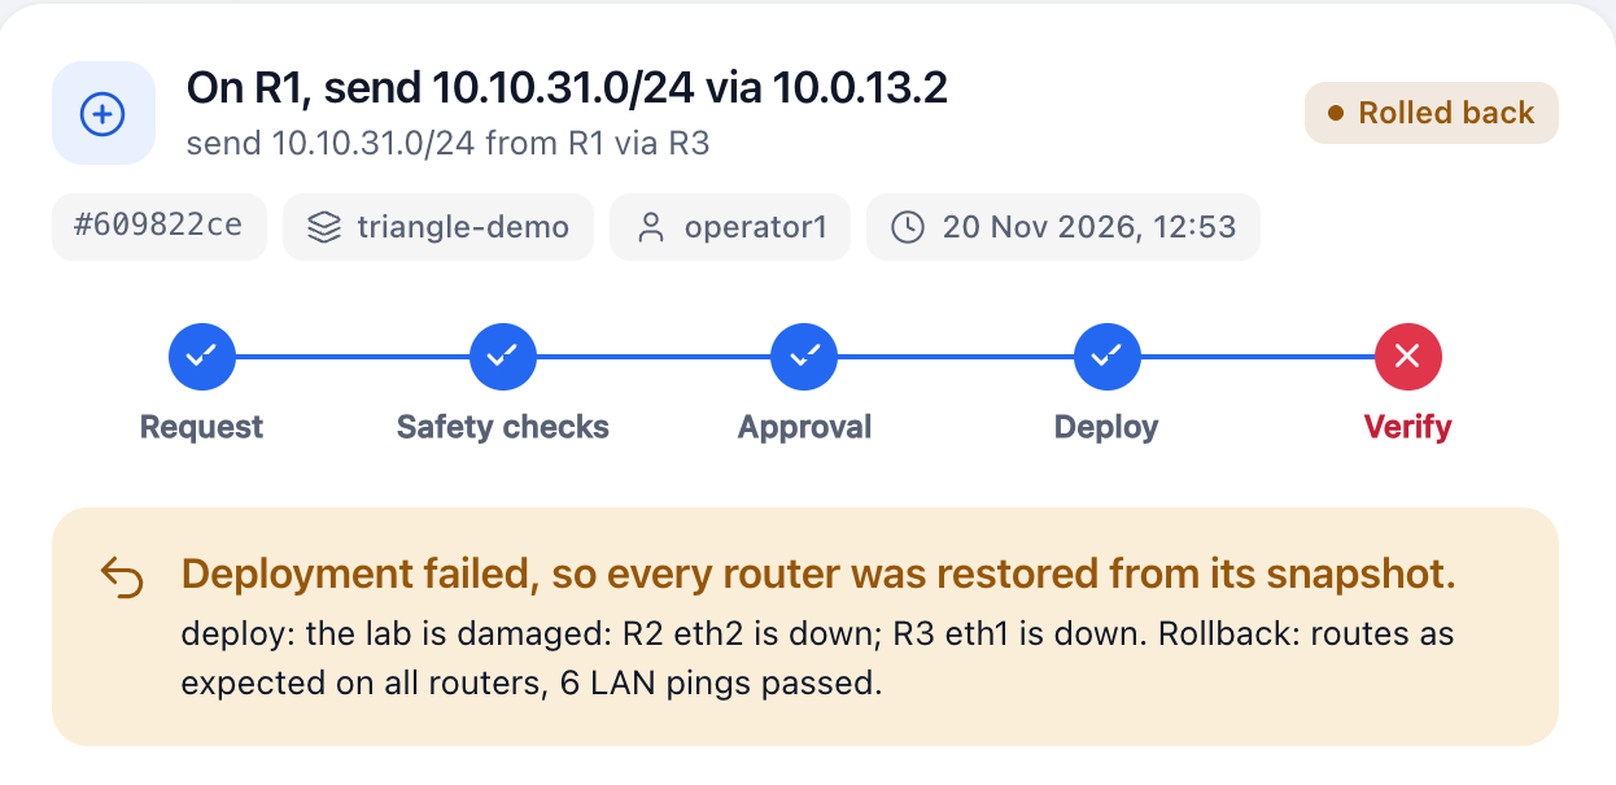 On R1, send 10.10.31.0/24 via 10.0.13.2
send 10.10.31.0/24 from R1 via R3
Rolled back
#609822ce
triangle-demo
operator1
20 Nov 2026, 12:53
Request
Safety checks
Approval
Deploy
Verify
Deployment failed, so every router was restored from its snapshot.
deploy: the lab is damaged: R2 eth2 is down; R3 eth1 is down. Rollback: routes as
expected on all routers, 6 LAN pings passed.